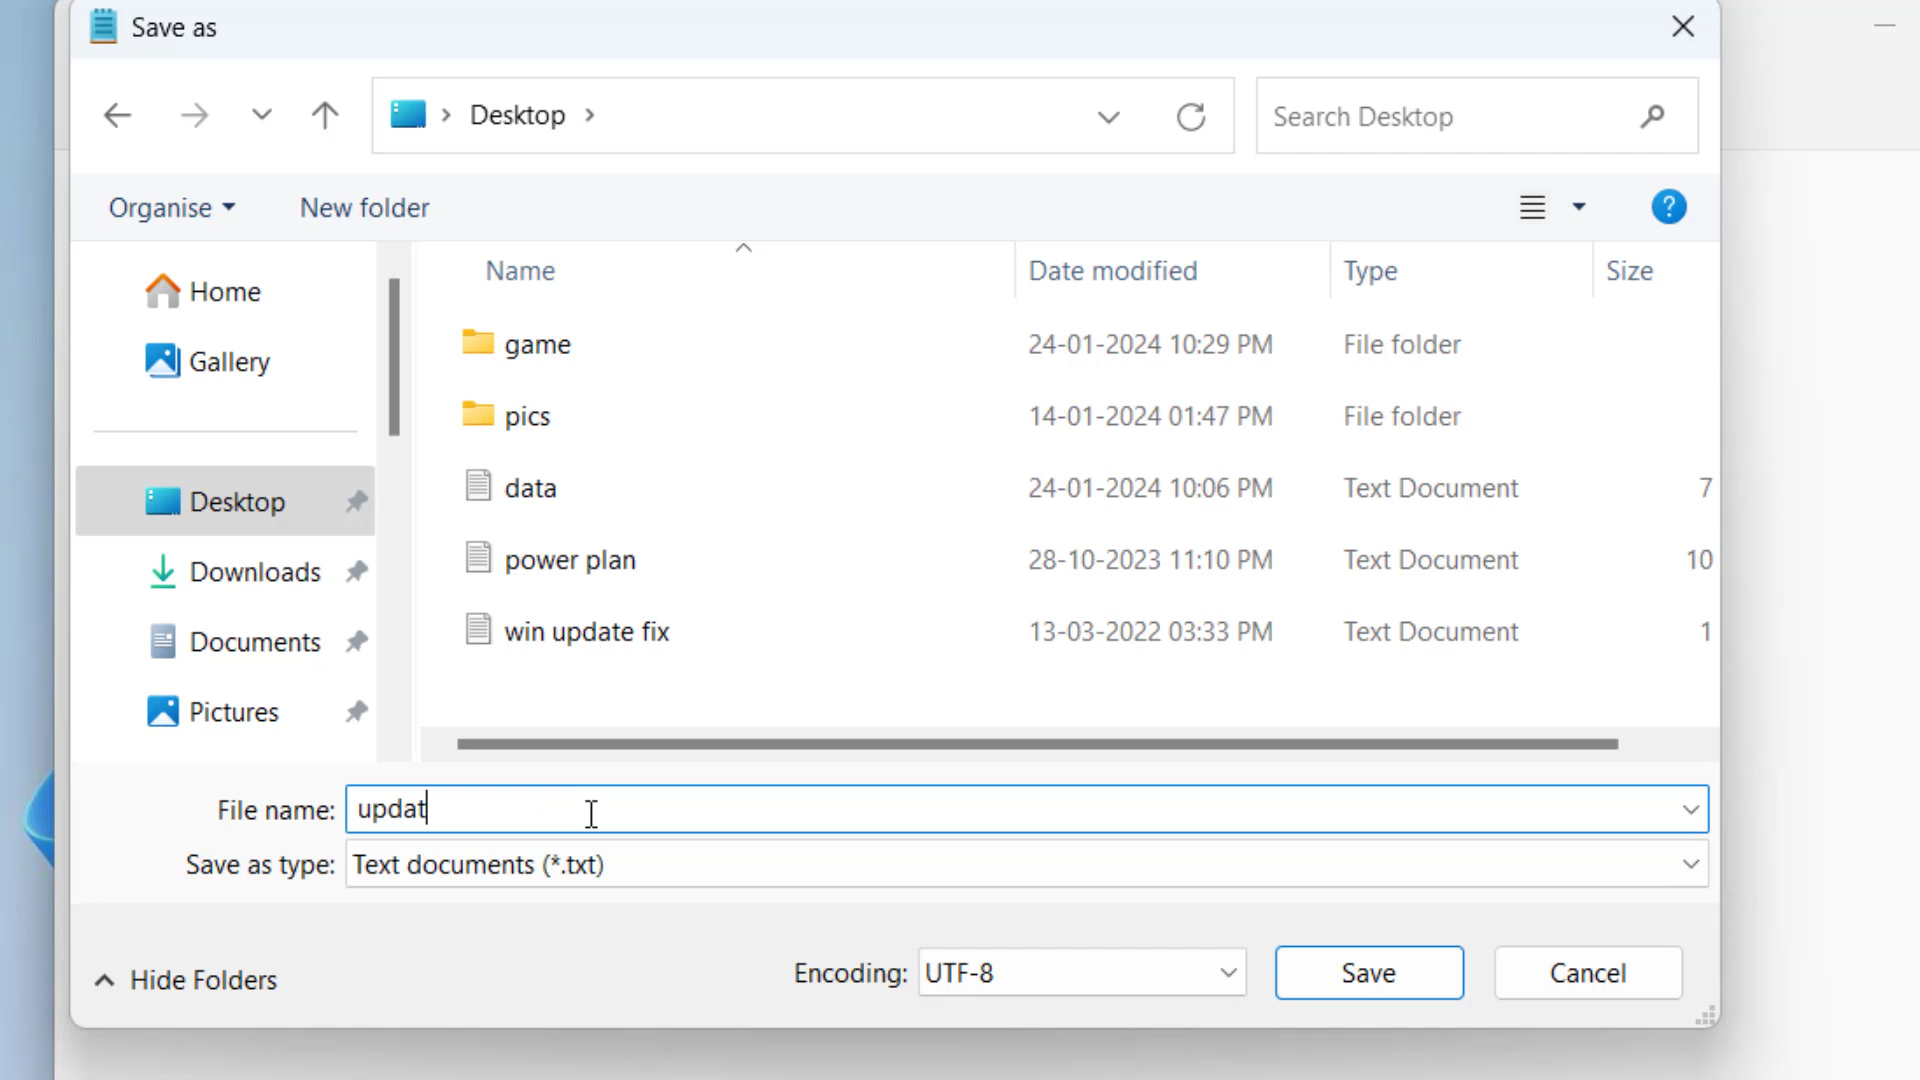 Save as
Desktop
Search Desktop
Organise
New folder
?
Name
Date modified
Type
Size
Home
Gallery
Desktop
Downloads
Documents
Pictures
game 24-01-2024 10:29 PM File folder
pics 14-01-2024 01:47 PM File folder
data 24-01-2024 10:06 PM Text Document 7
power plan 28-10-2023 11:10 PM Text Document 10
win update fix 13-03-2022 03:33 PM Text Document 1
File name: updat
Save as type: Text documents (*.txt)
Hide Folders
Encoding: UTF-8
Save
Cancel